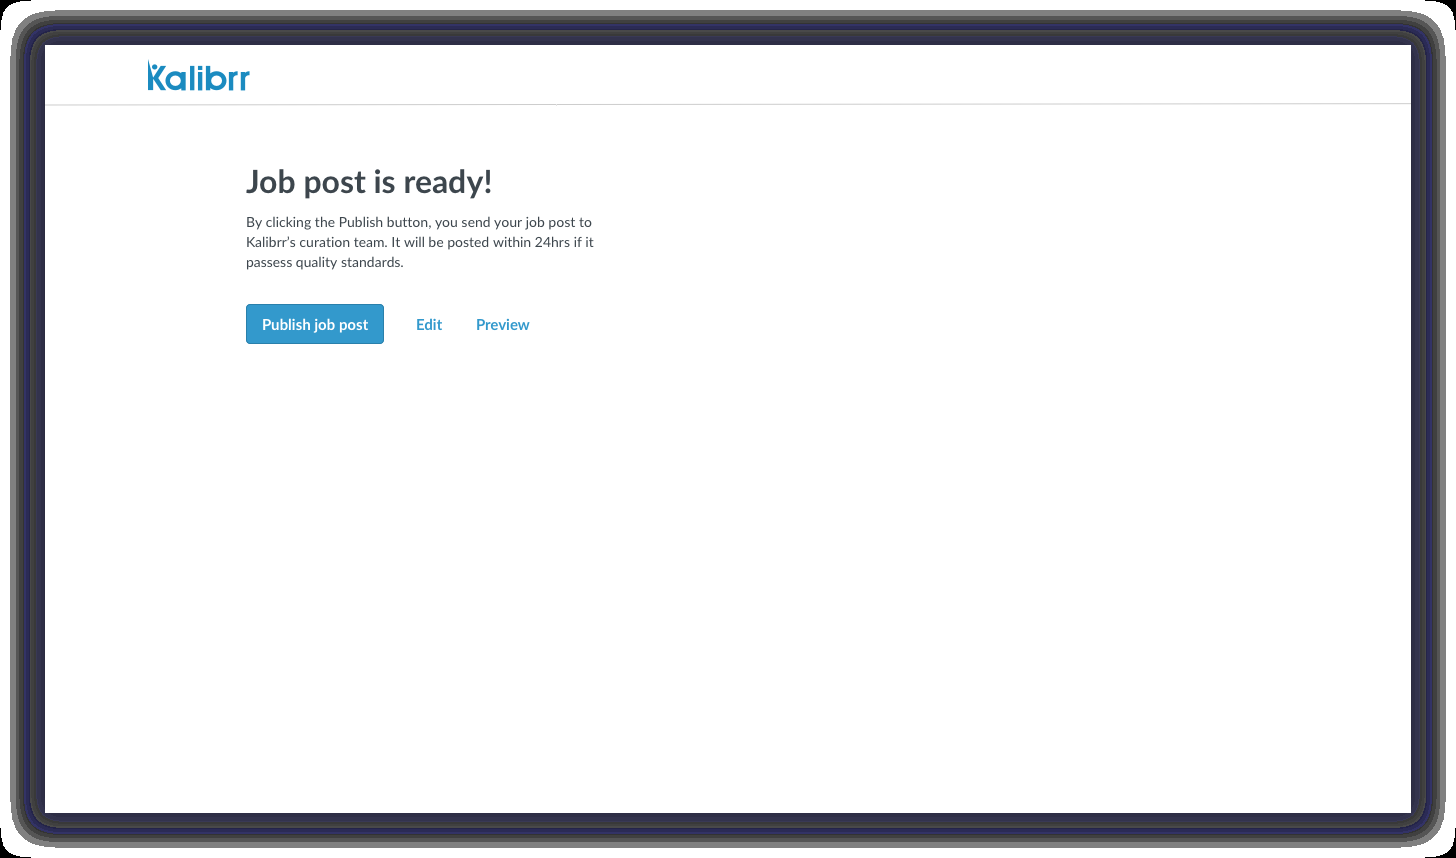 Kalibrr
Job post is ready!
By clicking the Publish button, you send your job post to
Kalibrr’s curation team. It will be posted within 24hrs if it
passess quality standards.
Publish job post Edit Preview